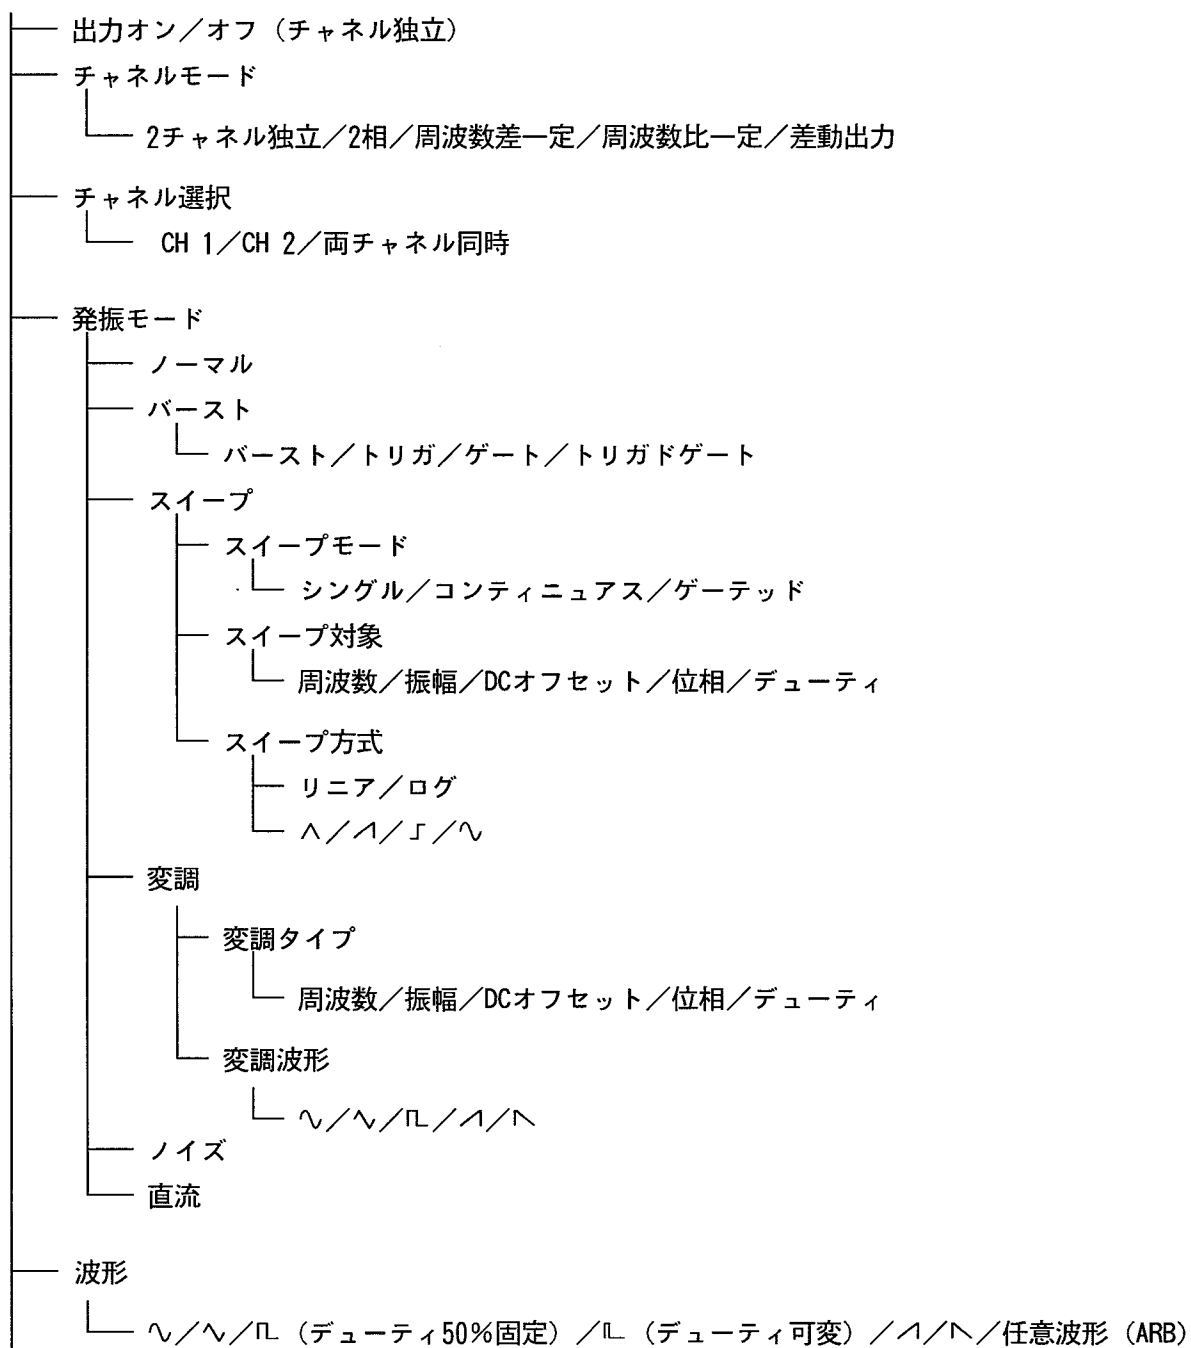 出力オン／オフ（チャネル独立）
チャネルモード
2チャネル独立／2相／周波数差一定／周波数比一定／差動出力
チャネル選択
CH 1／CH 2／両チャネル同時
発振モード
ノーマル
バースト
バースト／トリガ／ゲート／トリガドゲート
スイープ
スイープモード
シングル／コンティニュアス／ゲーテッド
スイープ対象
周波数／振幅／DCオフセット／位相／デューティ
スイープ方式
リニア／ログ
変調
変調タイプ
周波数／振幅／DCオフセット／位相／デューティ
変調波形
ノイズ
直流
波形
（デューティ50%固定）／（デューティ可変）／任意波形（ARB）